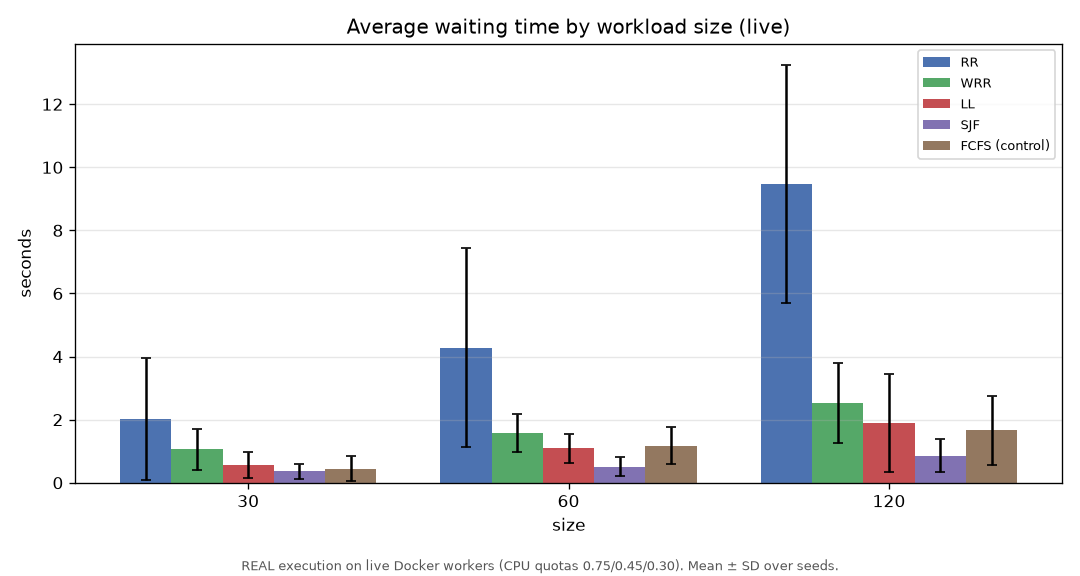 Average waiting time by workload size (live)
RR
WRR
LL
SJF
FCFS (control)
seconds
12
10
8
6
4
2
0
30
60
120
size
REAL execution on live Docker workers (CPU quotas 0.75/0.45/0.30). Mean ± SD over seeds.